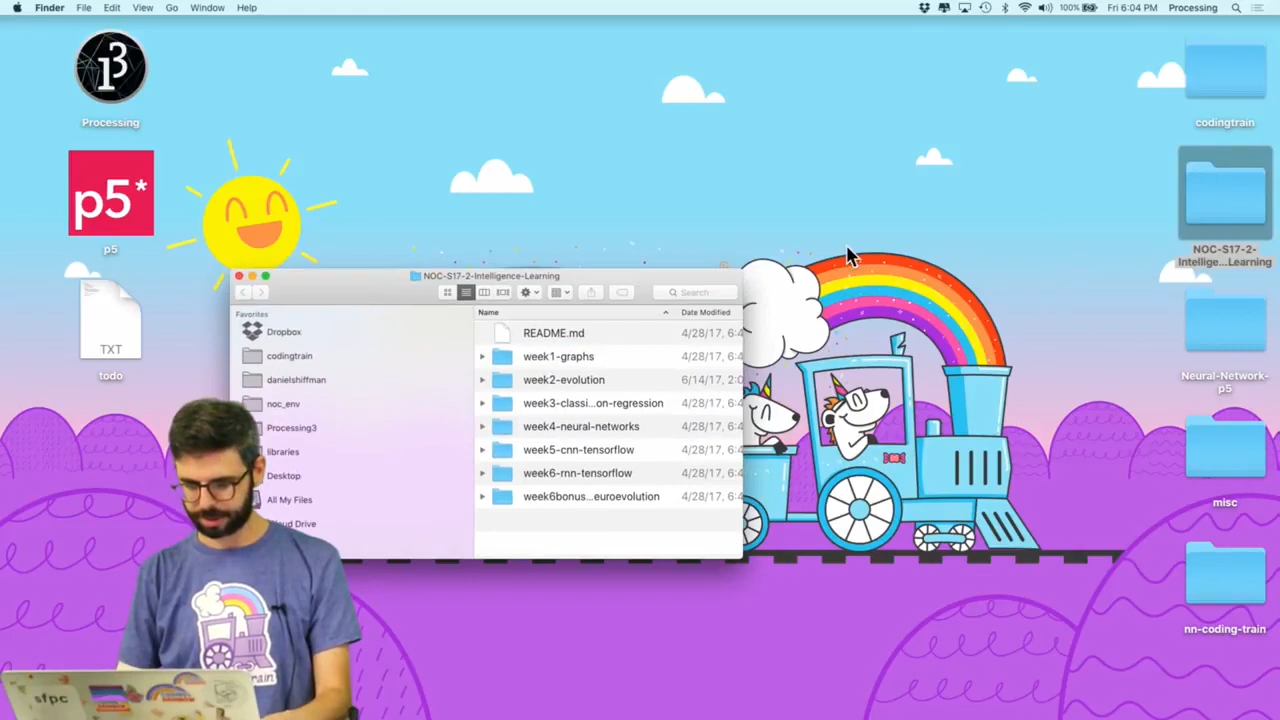 Finder File Edit View Go Window Help 100% Fri 6:04 PM Processing
Processing
p5*
p5
TXT
todo
codingtrain
NOC-S17-2-
Intellige...Learning
Neural-Network-
p5
misc
nn-coding-train
NOC-S17-2-Intelligence-Learning
Search
Favorites
Dropbox
codingtrain
danielshiffman
noc_env
Processing3
libraries
Desktop
All My Files
Name Date Modified
README.md 4/28/17, 6:4
week1-graphs 4/28/17, 6:4
week2-evolution 6/14/17, 2:0
week3-classi...on-regression 4/28/17, 6:4
week4-neural-networks 4/28/17, 6:4
week5-cnn-tensorflow 4/28/17, 6:4
week6-rnn-tensorflow 4/28/17, 6:4
week6bonus...euroevolution 4/28/17, 6:4
sfpc